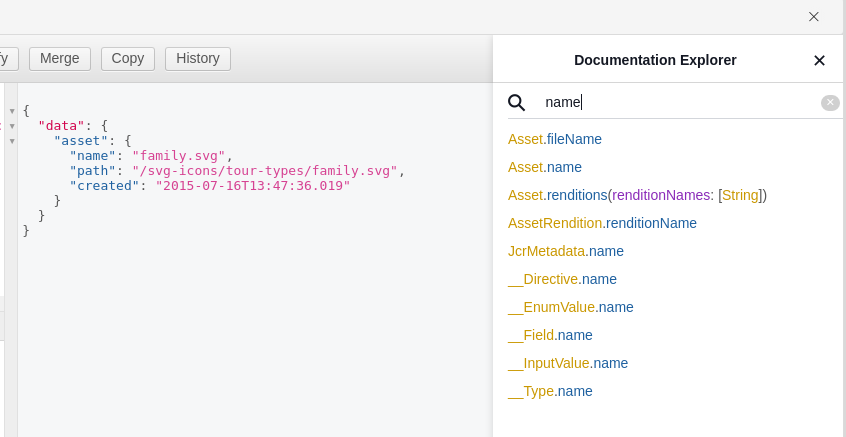 Merge Copy History
{
"data": {
"asset": {
"name": "family.svg",
"path": "/svg-icons/tour-types/family.svg",
"created": "2015-07-16T13:47:36.019"
}
}
}
Documentation Explorer
name
Asset.fileName
Asset.name
Asset.renditions(renditionNames: [String])
AssetRendition.renditionName
JcrMetadata.name
__Directive.name
__EnumValue.name
__Field.name
__InputValue.name
__Type.name